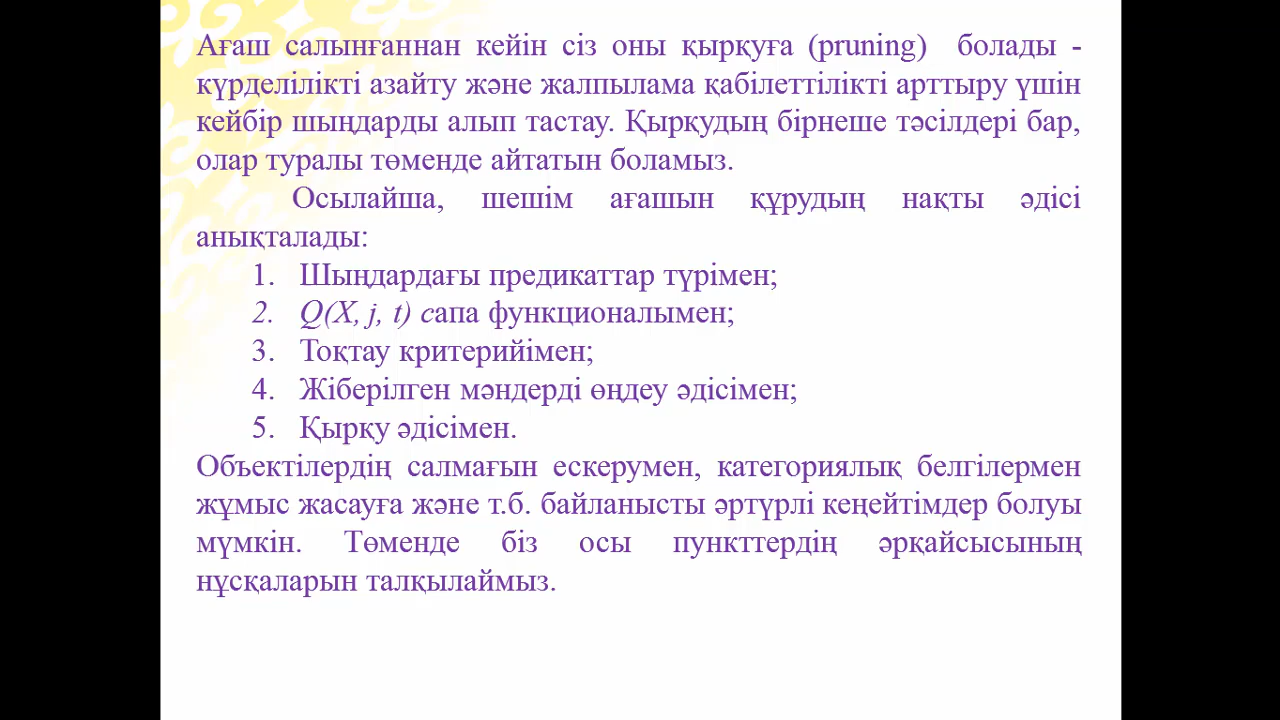 Ағаш салынғаннан кейін сіз оны қырқуға (pruning) болады -
күрделілікті азайту және жалпылама қабілеттілікті арттыру үшін
кейбір шыңдарды алып тастау. Қырқудың бірнеше тәсілдері бар,
олар туралы төменде айтатын боламыз.
Осылайша, шешім ағашын құрудың нақты әдісі
анықталады:
1. Шыңдардағы предикаттар түрімен;
2. Q(X, j, t) сапа функционалымен;
3. Тоқтау критерийімен;
4. Жіберілген мәндерді өңдеу әдісімен;
5. Қырқу әдісімен.
Объектілердің салмағын ескерумен, категориялық белгілермен
жұмыс жасауға және т.б. байланысты әртүрлі кеңейтімдер болуы
мүмкін. Төменде біз осы пункттердің әрқайсысының
нұсқаларын талқылаймыз.